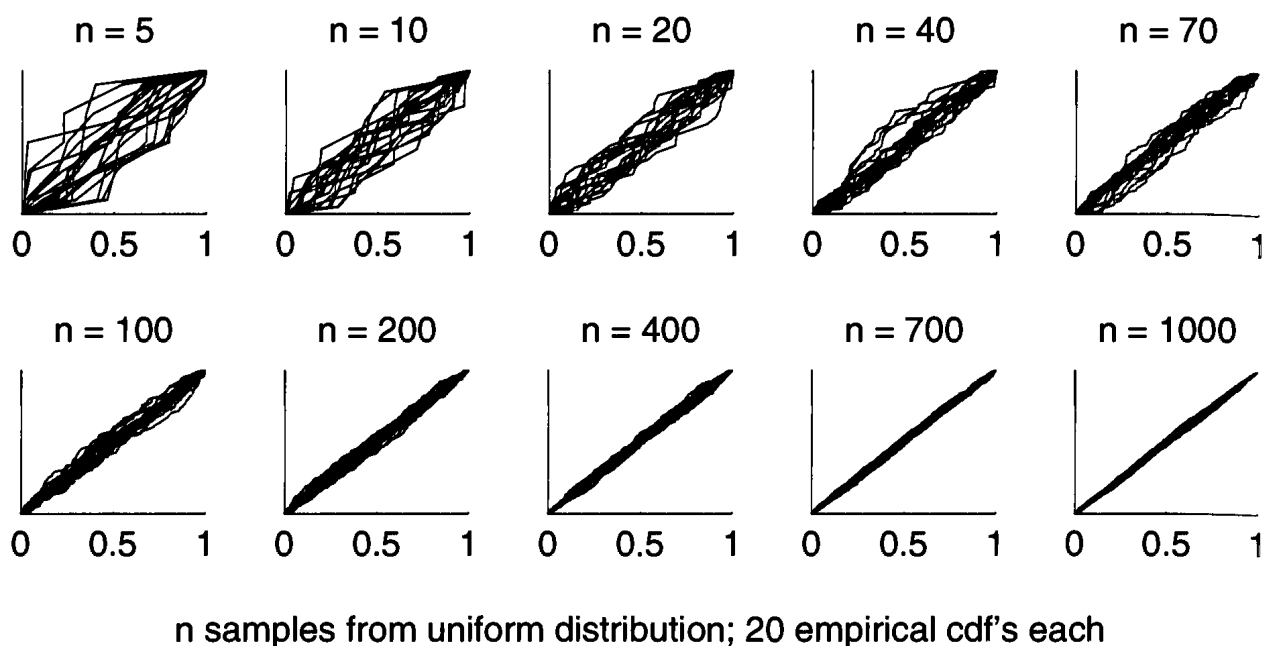 n = 5 n = 10 n = 20 n = 40 n = 70
0 0.5 1 0 0.5 1 0 0.5 1 0 0.5 1 0 0.5 1
n = 100 n = 200 n = 400 n = 700 n = 1000
0 0.5 1 0 0.5 1 0 0.5 1 0 0.5 1 0 0.5 1
n samples from uniform distribution; 20 empirical cdf's each